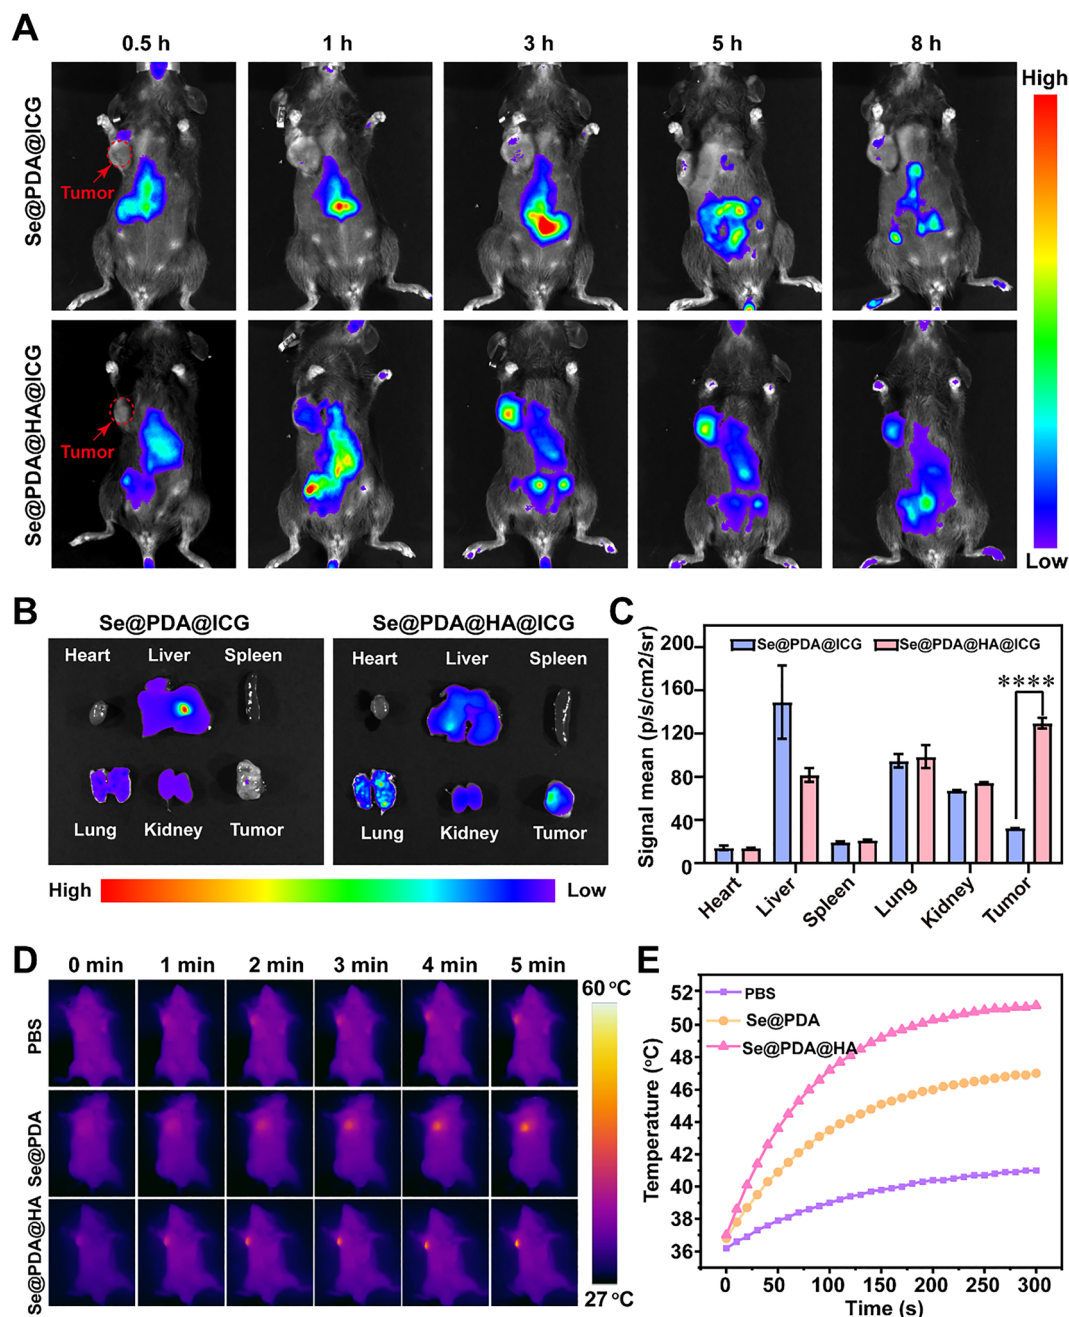 A
0.5 h 1 h 3 h 5 h 8 h
Se@PDA@ICG
Tumor
High
Se@PDA@HA@ICG
Tumor
Low
B
Se@PDA@ICG Se@PDA@HA@ICG
Heart Liver Spleen Heart Liver Spleen
Lung Kidney Tumor Lung Kidney Tumor
High Low
C
Signal mean (p/s/cm2/sr)
200
160
120
80
40
0
Se@PDA@ICG Se@PDA@HA@ICG
****
Heart Liver Spleen Lung Kidney Tumor
D
0 min 1 min 2 min 3 min 4 min 5 min
PBS
Se@PDA
Se@PDA@HA
60 °C
27 °C
E
Temperature (°C)
52
50
48
46
44
42
40
38
36
PBS
Se@PDA
Se@PDA@HA
0 50 100 150 200 250 300
Time (s)